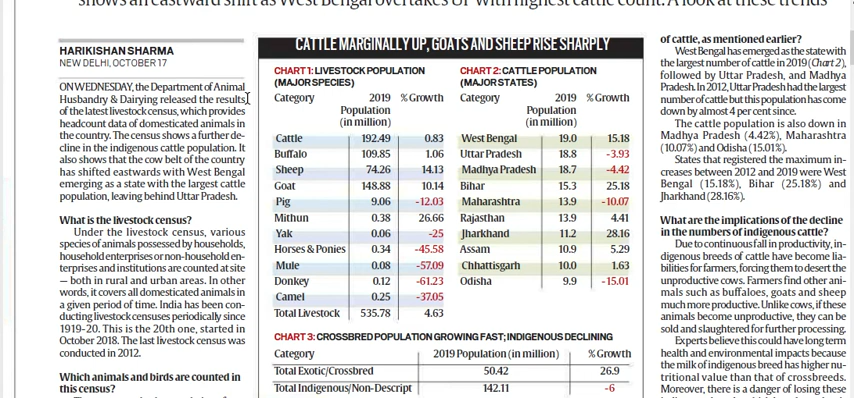 shows an eastward shift as West Bengal overtakes UP with highest cattle count. A look at these trends
HARIKISHAN SHARMA
NEW DELHI, OCTOBER 17
ON WEDNESDAY, the Department of Animal
Husbandry & Dairying released the results
of the latest livestock census, which provides
headcount data of domesticated animals in
the country. The census shows a further de-
cline in the indigenous cattle population. It
also shows that the cow belt of the country
has shifted eastwards with West Bengal
emerging as a state with the largest cattle
population, leaving behind Uttar Pradesh.
What is the livestock census?
Under the livestock census, various
species of animals possessed by households,
household enterprises or non-household en-
terprises and institutions are counted at site
— both in rural and urban areas. In other
words, it covers all domesticated animals in
a given period of time. India has been con-
ducting livestock censuses periodically since
1919-20. This is the 20th one, started in
October 2018. The last livestock census was
conducted in 2012.
Which animals and birds are counted in
this census?
CATTLE MARGINALLY UP, GOATS AND SHEEP RISE SHARPLY
CHART 1: LIVESTOCK POPULATION
(MAJOR SPECIES)
Category 2019 % Growth
Population
(in million)
Cattle 192.49 0.83
Buffalo 109.85 1.06
Sheep 74.26 14.13
Goat 148.88 10.14
Pig 9.06 -12.03
Mithun 0.38 26.66
Yak 0.06 -25
Horses & Ponies 0.34 -45.58
Mule 0.08 -57.09
Donkey 0.12 -61.23
Camel 0.25 -37.05
Total Livestock 535.78 4.63
CHART 2: CATTLE POPULATION
(MAJOR STATES)
Category 2019 % Growth
Population
(in million)
West Bengal 19.0 15.18
Uttar Pradesh 18.8 -3.93
Madhya Pradesh 18.7 -4.42
Bihar 15.3 25.18
Maharashtra 13.9 -10.07
Rajasthan 13.9 4.41
Jharkhand 11.2 28.16
Assam 10.9 5.29
Chhattisgarh 10.0 1.63
Odisha 9.9 -15.01
CHART 3: CROSSBRED POPULATION GROWING FAST; INDIGENOUS DECLINING
Category 2019 Population (in million) % Growth
Total Exotic/Crossbred 50.42 26.9
Total Indigenous/Non-Descript 142.11 -6
of cattle, as mentioned earlier?
West Bengal has emerged as the state with
the largest number of cattle in 2019 (Chart 2),
followed by Uttar Pradesh, and Madhya
Pradesh. In 2012, Uttar Pradesh had the largest
number of cattle but this population has come
down by almost 4 per cent since.
The cattle population is also down in
Madhya Pradesh (4.42%), Maharashtra
(10.07%) and Odisha (15.01%).
States that registered the maximum in-
creases between 2012 and 2019 were West
Bengal (15.18%), Bihar (25.18%) and
Jharkhand (28.16%).
What are the implications of the decline
in the numbers of indigenous cattle?
Due to continuous fall in productivity, in-
digenous breeds of cattle have become lia-
bilities for farmers, forcing them to desert the
unproductive cows. Farmers find other ani-
mals such as buffaloes, goats and sheep
much more productive. Unlike cows, if these
animals become unproductive, they can be
sold and slaughtered for further processing.
Experts believe this could have long term
health and environmental impacts because
the milk of indigenous breed has higher nu-
tritional value than that of crossbreeds.
Moreover, there is a danger of losing these